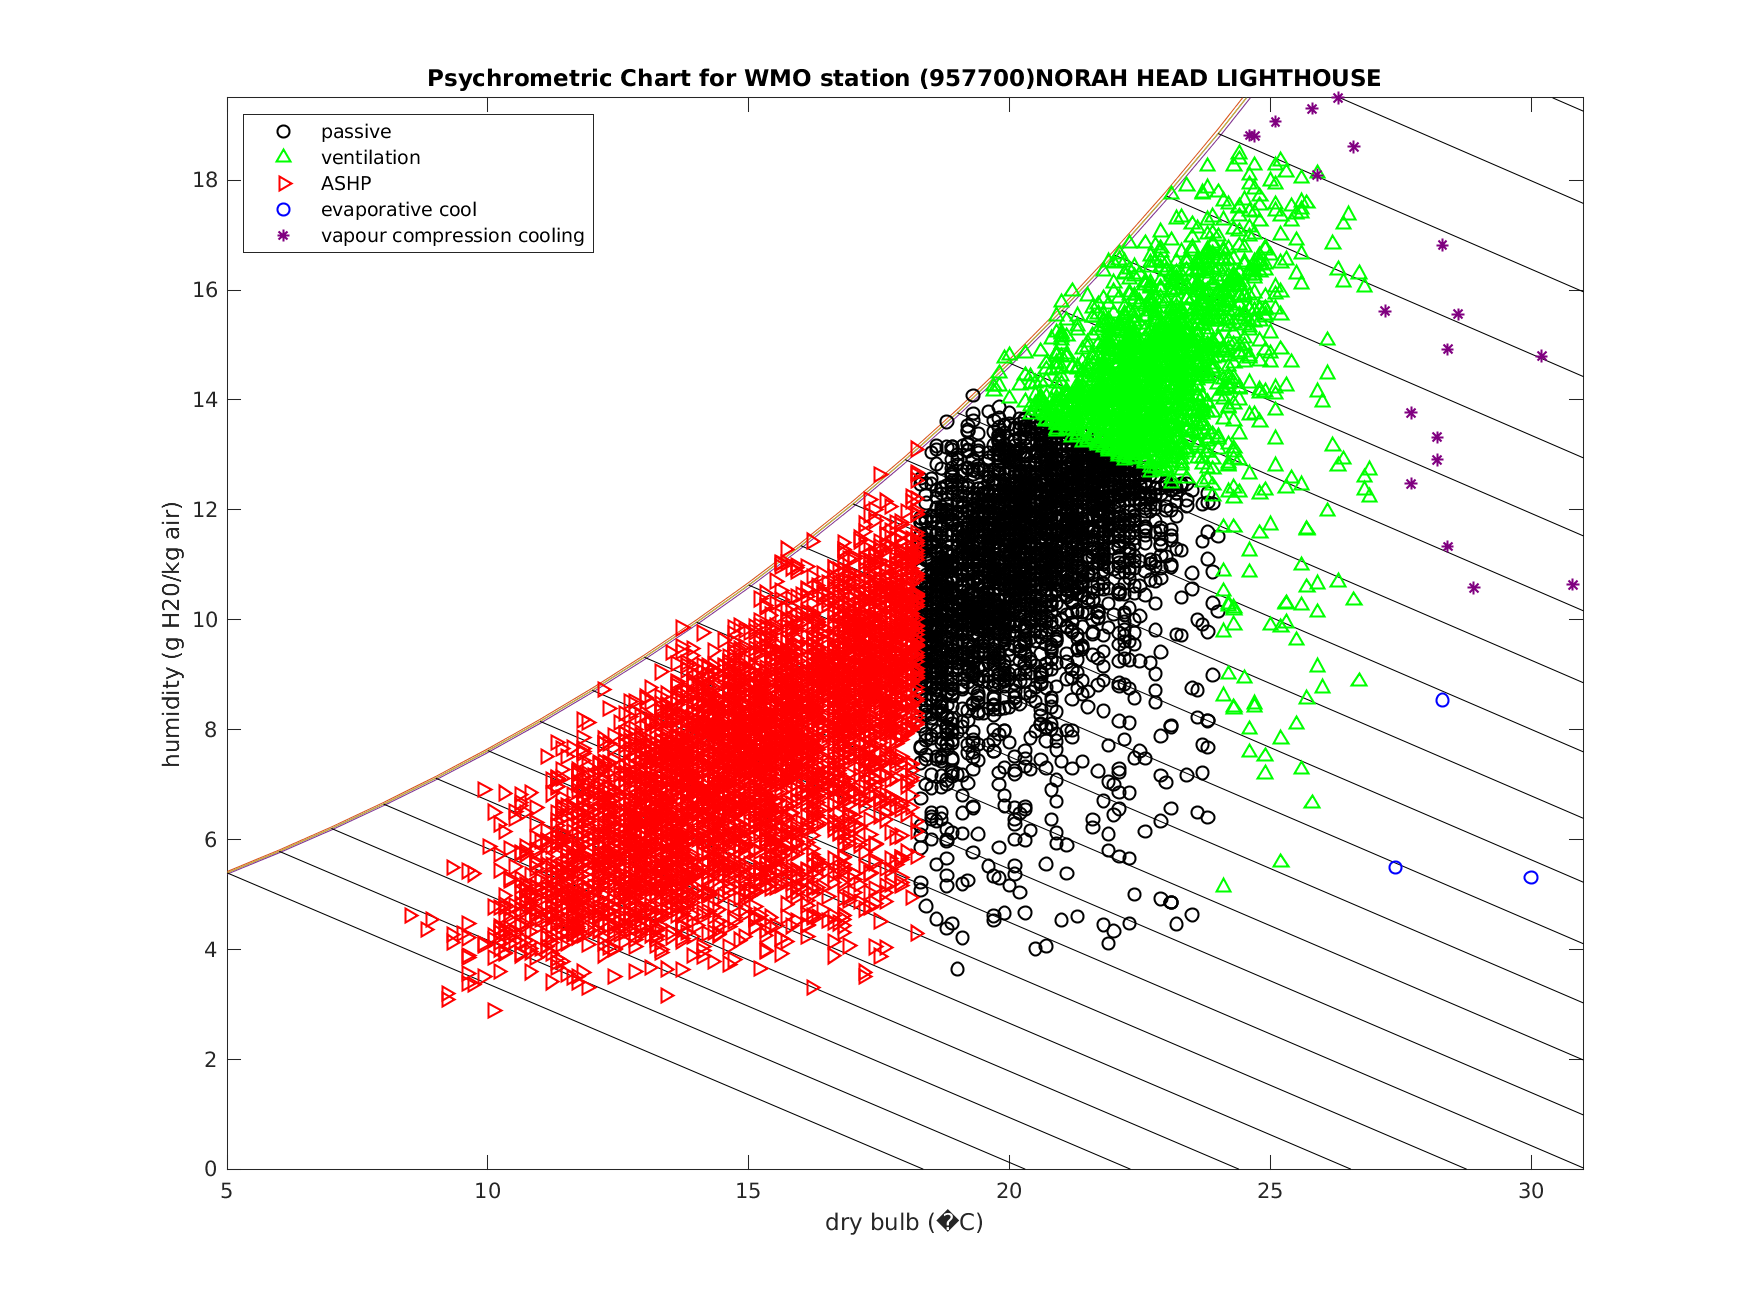 Psychrometric Chart for WMO station (957700)NORAH HEAD LIGHTHOUSE
passive
ventilation
ASHP
evaporative cool
vapour compression cooling
humidity (g H20/kg air)
18
16
14
12
10
8
6
4
2
0
5 10 15 20 25 30
dry bulb (�C)